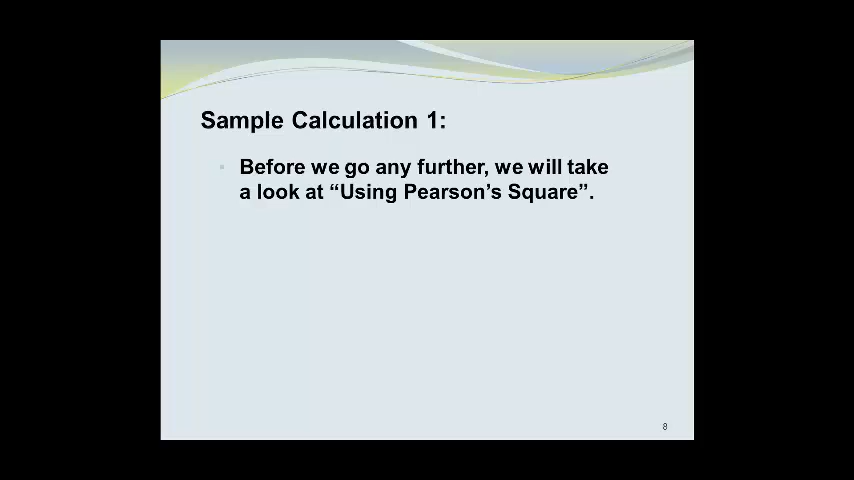 Sample Calculation 1:
Before we go any further, we will take
a look at “Using Pearson’s Square”.
8